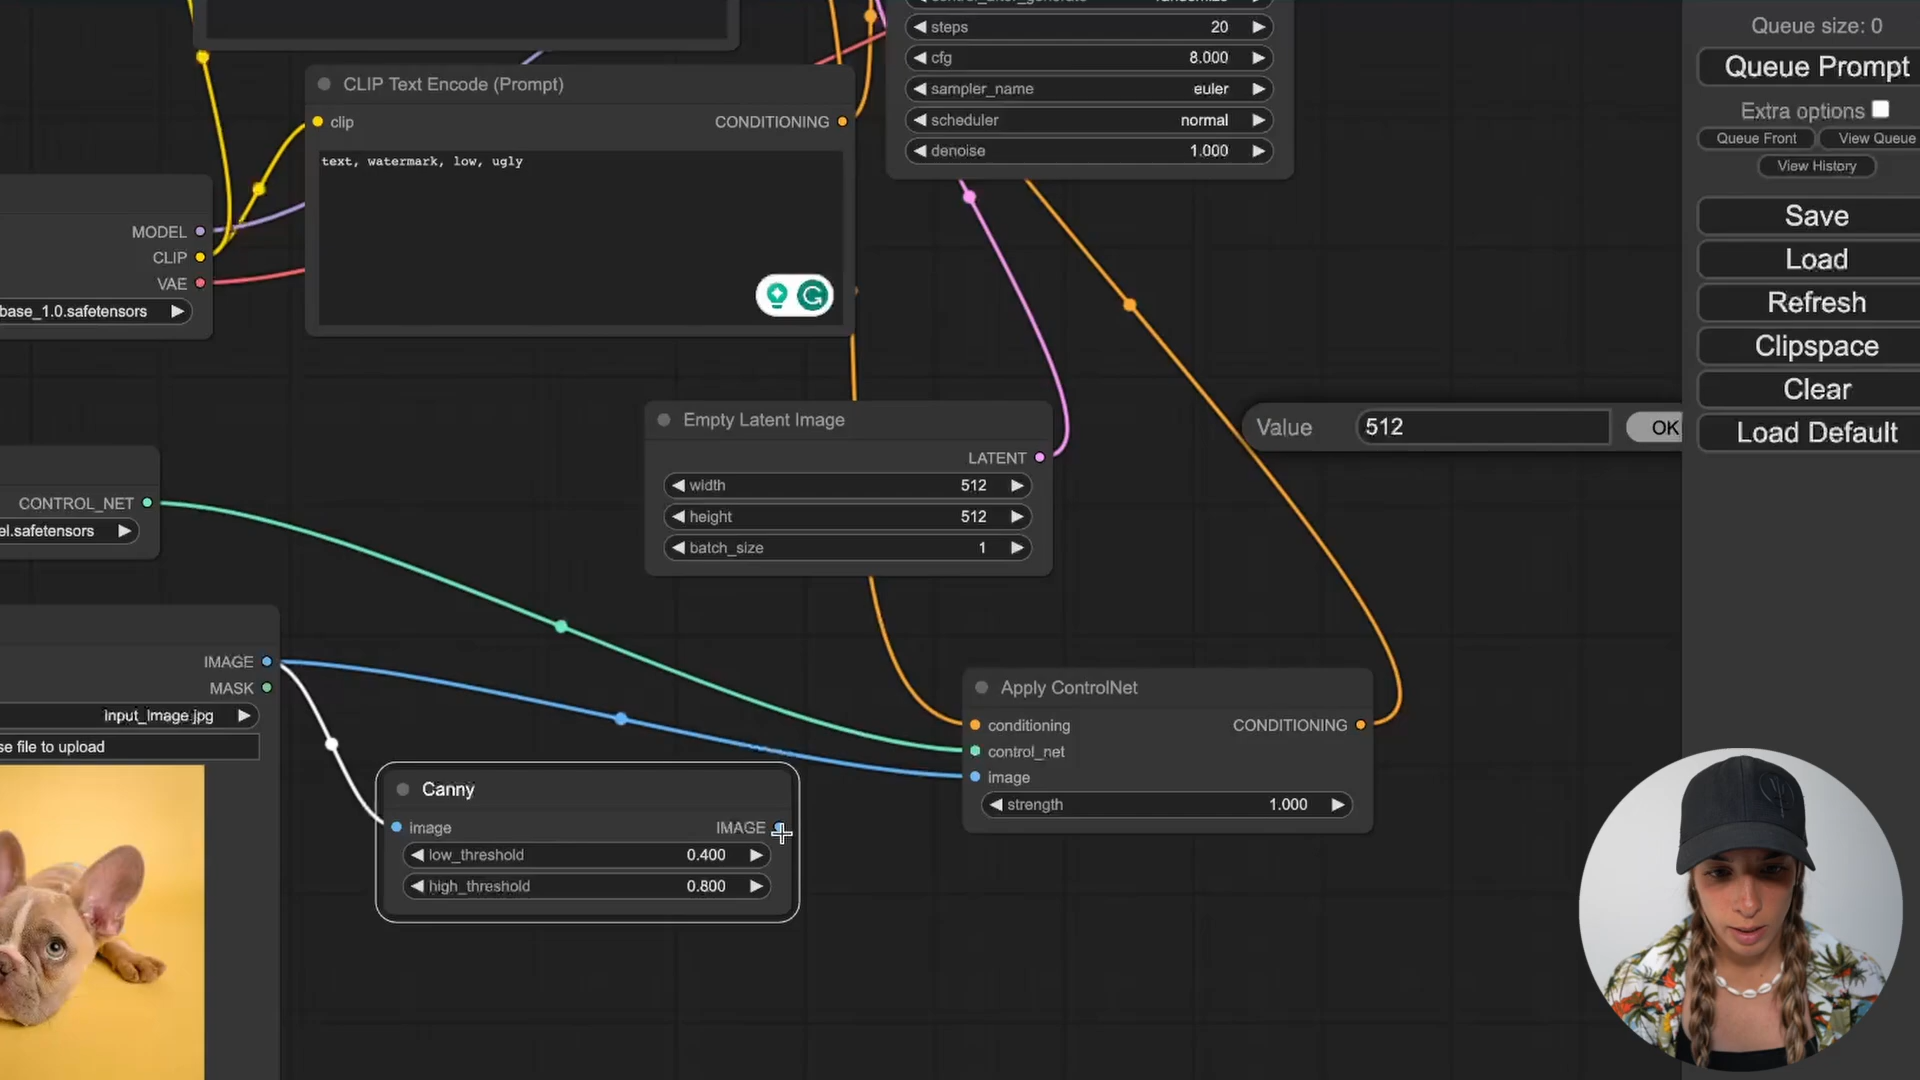 steps 20
cfg 8.000
sampler_name euler
scheduler normal
denoise 1.000
CLIP Text Encode (Prompt)
clip CONDITIONING
text, watermark, low, ugly
MODEL
CLIP
VAE
base_1.0.safetensors
Empty Latent Image
LATENT
width 512
height 512
batch_size 1
CONTROL_NET
el.safetensors
IMAGE
MASK
Input_Image.jpg
se file to upload
Canny
image IMAGE
low_threshold 0.400
high_threshold 0.800
Apply ControlNet
conditioning CONDITIONING
control_net
image
strength 1.000
Value 512 OK
Queue size: 0
Queue Prompt
Extra options
Queue Front View Queue
View History
Save
Load
Refresh
Clipspace
Clear
Load Default